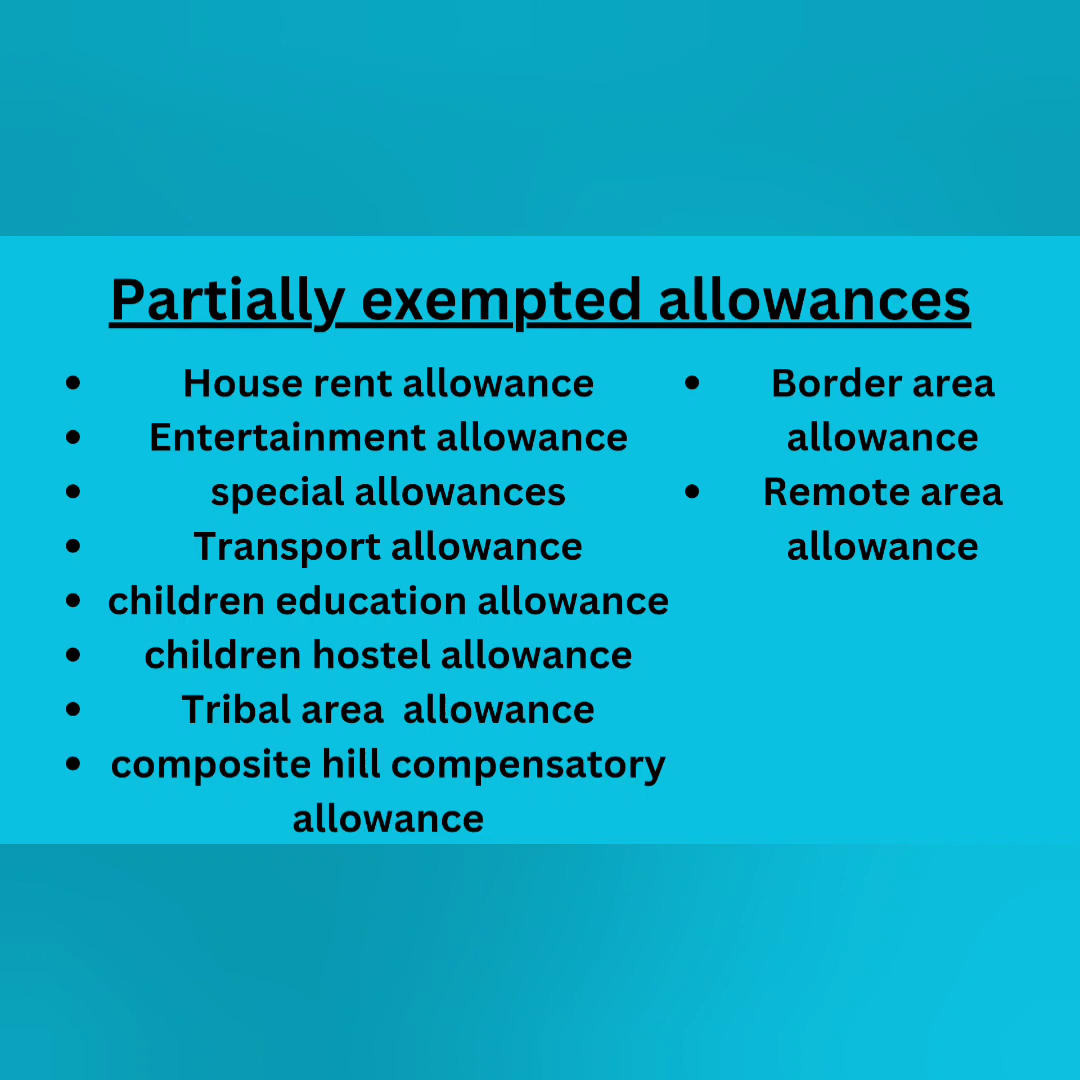 Partially exempted allowances
• House rent allowance
• Entertainment allowance
• special allowances
• Transport allowance
• children education allowance
• children hostel allowance
• Tribal area  allowance
• composite hill compensatory
allowance
• Border area
allowance
• Remote area
allowance